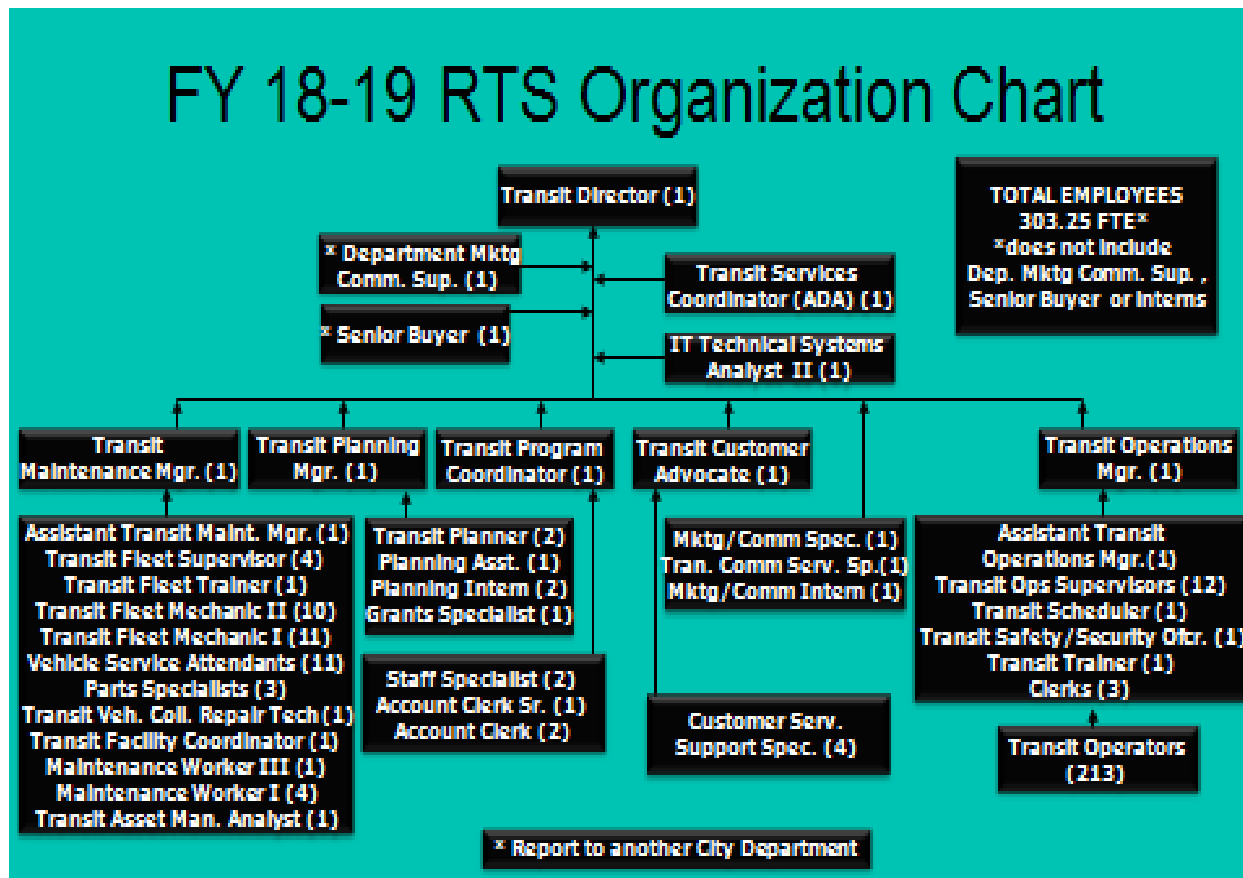 FY 18-19 RTS Organization Chart
Transit Director (1)
TOTAL EMPLOYEES
303.25 FTE*
*does not include
Dep. Mktg Comm. Sup. ,
Senior Buyer or Interns
* Department Mktg
Comm. Sup. (1)
Transit Services
Coordinator (ADA) (1)
* Senior Buyer (1)
IT Technical Systems
Analyst II (1)
Transit
Maintenance Mgr. (1)
Transit Planning
Mgr. (1)
Transit Program
Coordinator (1)
Transit Customer
Advocate (1)
Transit Operations
Mgr. (1)
Assistant Transit Maint. Mgr. (1)
Transit Fleet Supervisor (4)
Transit Fleet Trainer (1)
Transit Fleet Mechanic II (10)
Transit Fleet Mechanic I (11)
Vehicle Service Attendants (11)
Parts Specialists (3)
Transit Veh. Coll. Repair Tech (1)
Transit Facility Coordinator (1)
Maintenance Worker III (1)
Maintenance Worker I (4)
Transit Asset Man. Analyst (1)
Transit Planner (2)
Planning Asst. (1)
Planning Intern (2)
Grants Specialist (1)
Staff Specialist (2)
Account Clerk Sr. (1)
Account Clerk (2)
Mktg/Comm Spec. (1)
Tran. Comm Serv. Sp.(1)
Mktg/Comm Intern (1)
Customer Serv.
Support Spec. (4)
Assistant Transit
Operations Mgr.(1)
Transit Ops Supervisors (12)
Transit Scheduler (1)
Transit Safety/Security Ofcr. (1)
Transit Trainer (1)
Clerks (3)
Transit Operators
(213)
* Report to another City Department